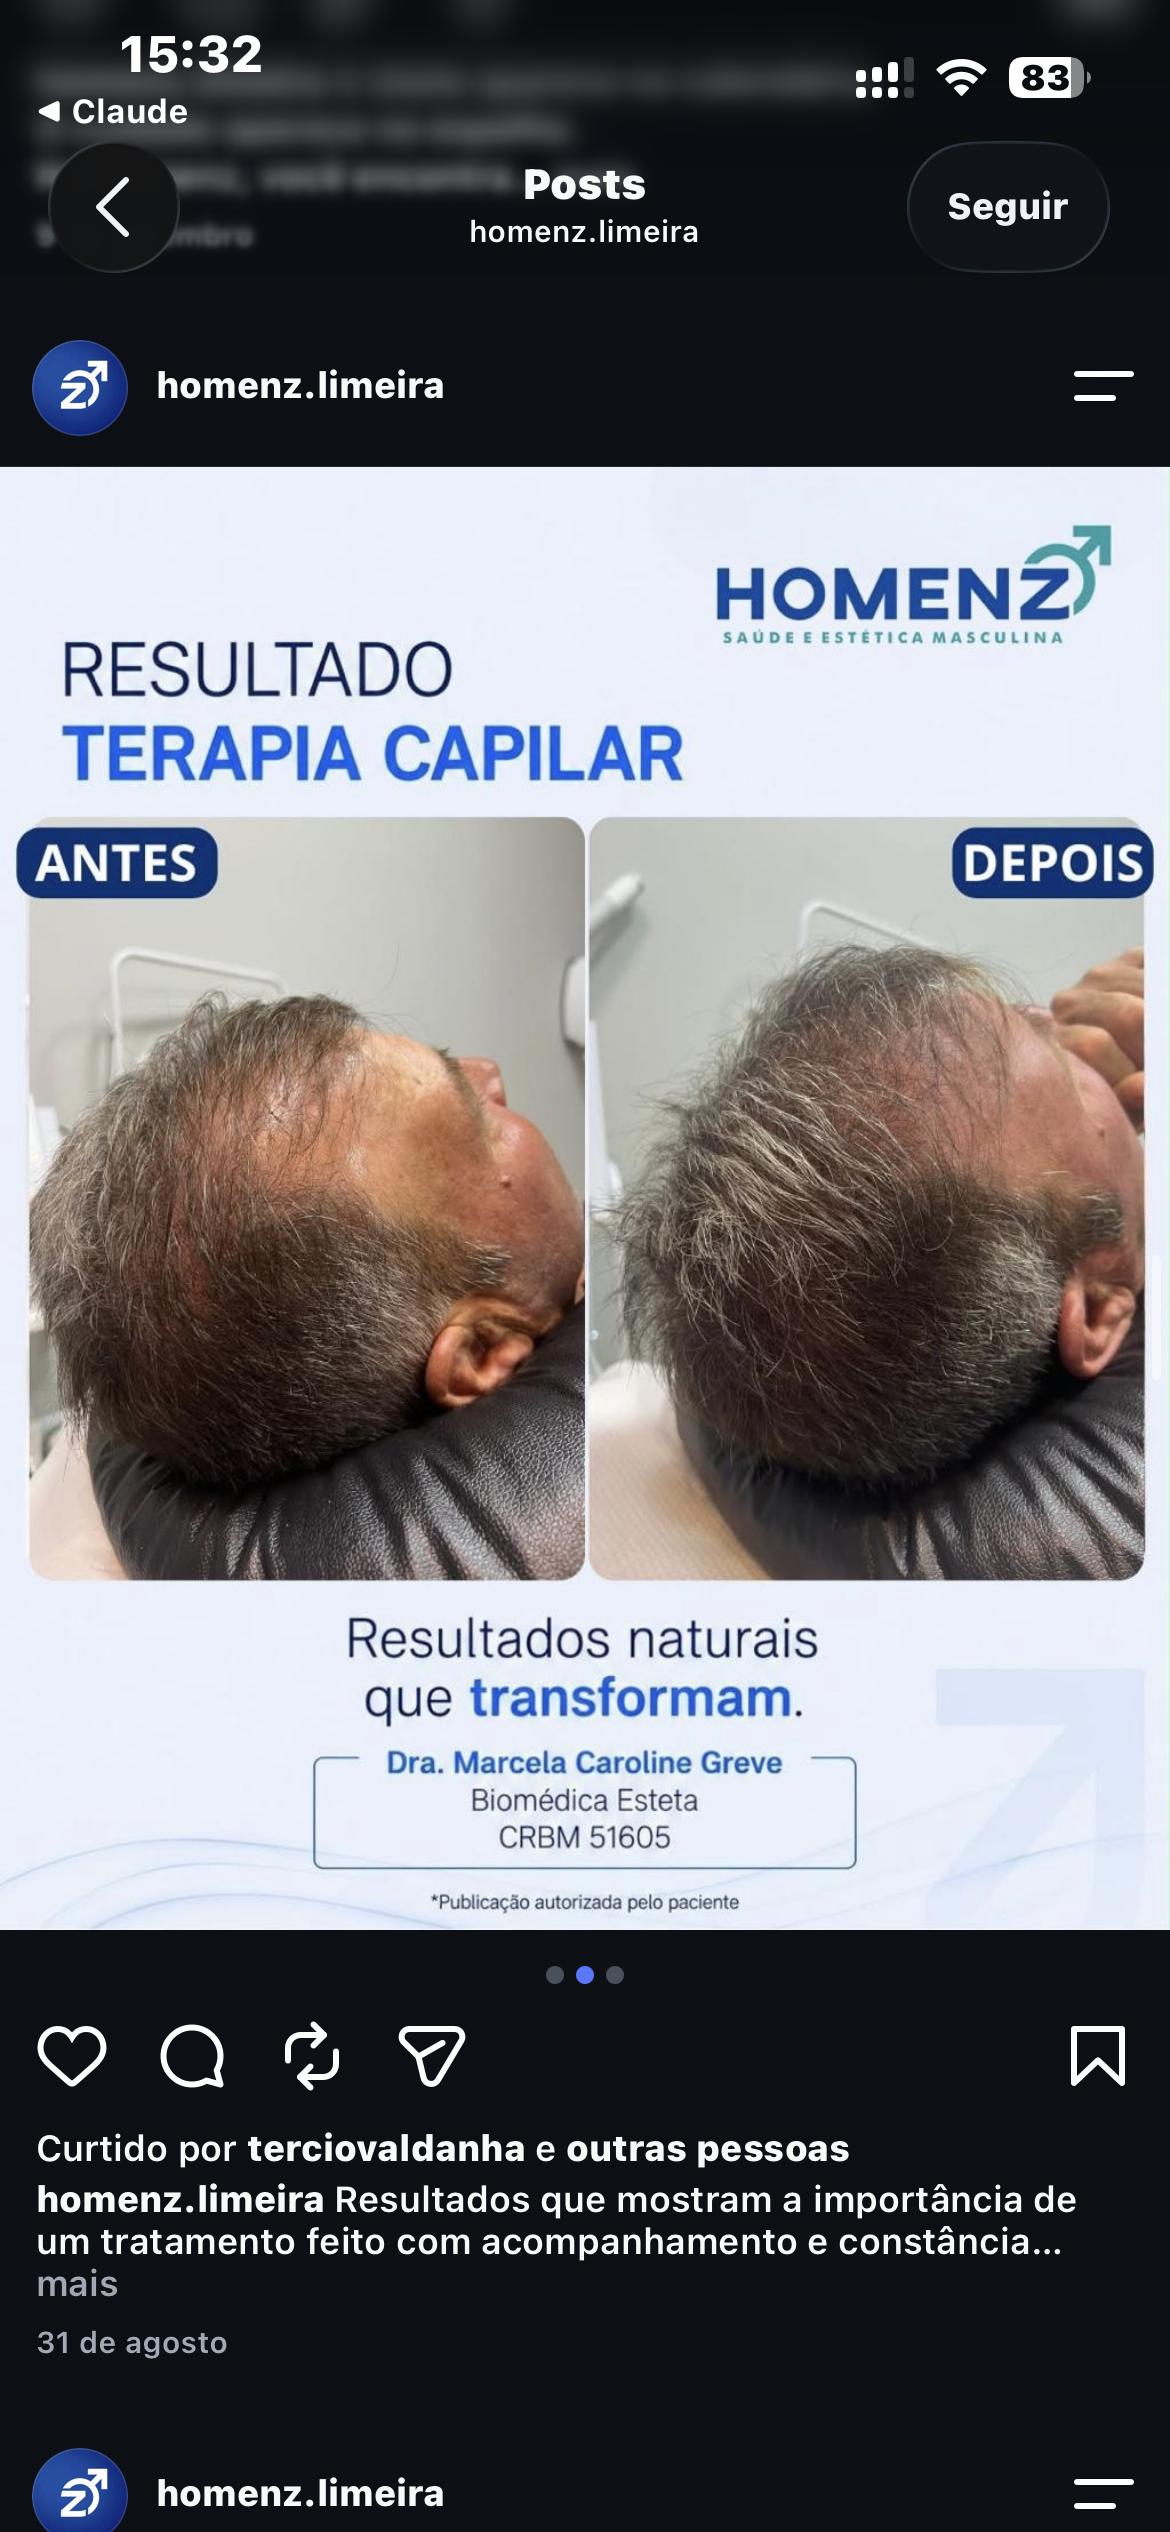 15:32
83
Claude
Posts
homenz.limeira
Seguir
homenz.limeira
HOMENZ
SAÚDE E ESTÉTICA MASCULINA
RESULTADO
TERAPIA CAPILAR
ANTES
DEPOIS
Resultados naturais
que transformam.
Dra. Marcela Caroline Greve
Biomédica Esteta
CRBM 51605
*Publicação autorizada pelo paciente
Curtido por terciovaldanha e outras pessoas
homenz.limeira Resultados que mostram a importância de
um tratamento feito com acompanhamento e constância...
mais
31 de agosto
homenz.limeira